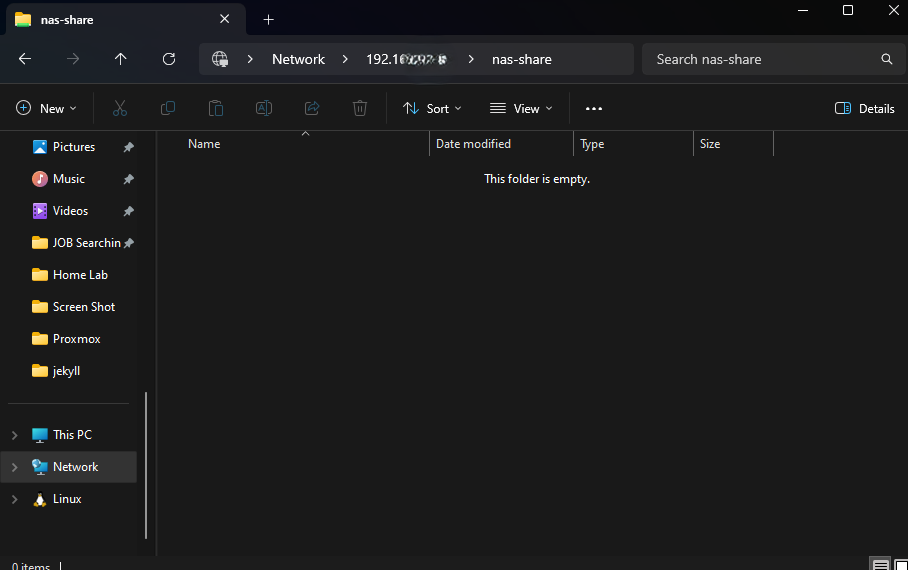 nas-share
Network > 192.1 > nas-share
Search nas-share
New
Sort
View
Details
Pictures
Music
Videos
JOB Searchin
Home Lab
Screen Shot
Proxmox
jekyll
This PC
Network
Linux
Name
Date modified
Type
Size
This folder is empty.
0 items